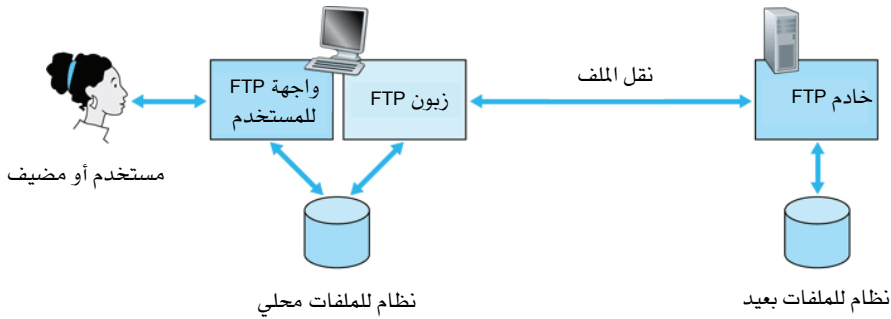 نقل الملف
واجهة FTP
للمستخدم
زبون FTP
خادم FTP
مستخدم أو مضيف
نظام للملفات محلي
نظام للملفات بعيد